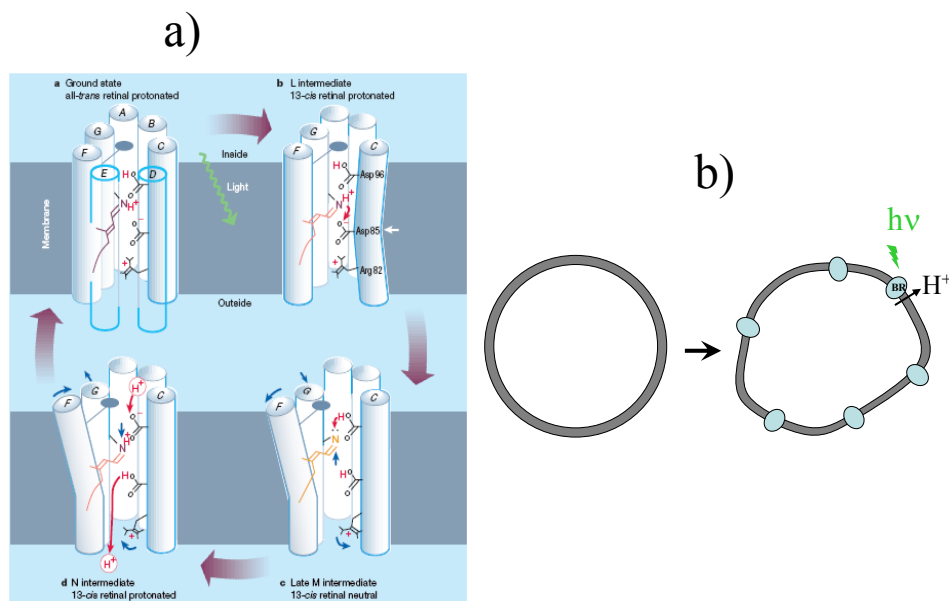 a)
a Ground state
all-trans retinal protonated
b L intermediate
13-cis retinal protonated
A
B
G
C
F
E
D
H
O
O
N
H
+
−
O
O
+
Membrane
Inside
Light
Outside
G
C
F
H
O
Asp 96
O
N
H
+
−
O
O
Asp 85
+
Arg 82
b)
hν
BR
H+
F
G
C
H+
O
−
O
N
H
+
H
O
O
+
H+
F
G
C
H
O
O
N
H
O
O
+
d N intermediate
13-cis retinal protonated
c Late M intermediate
13-cis retinal neutral